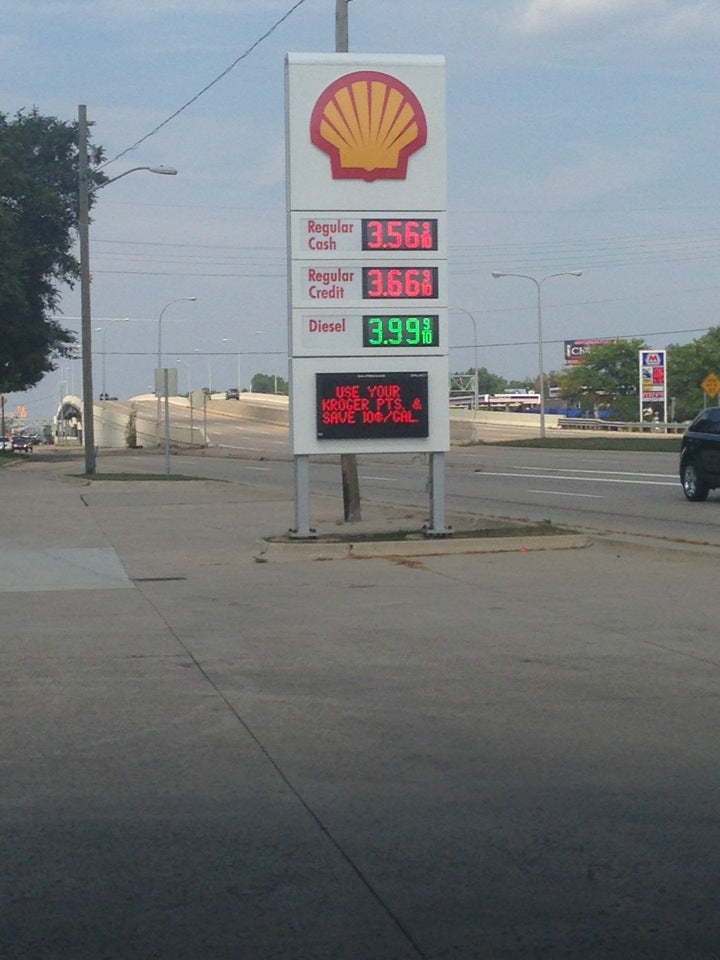 Regular
Cash
3.56 9/10
Regular
Credit
3.66 9/10
Diesel
3.99 9/10
USE YOUR
KROGER PTS. &
SAVE 10¢/GAL.